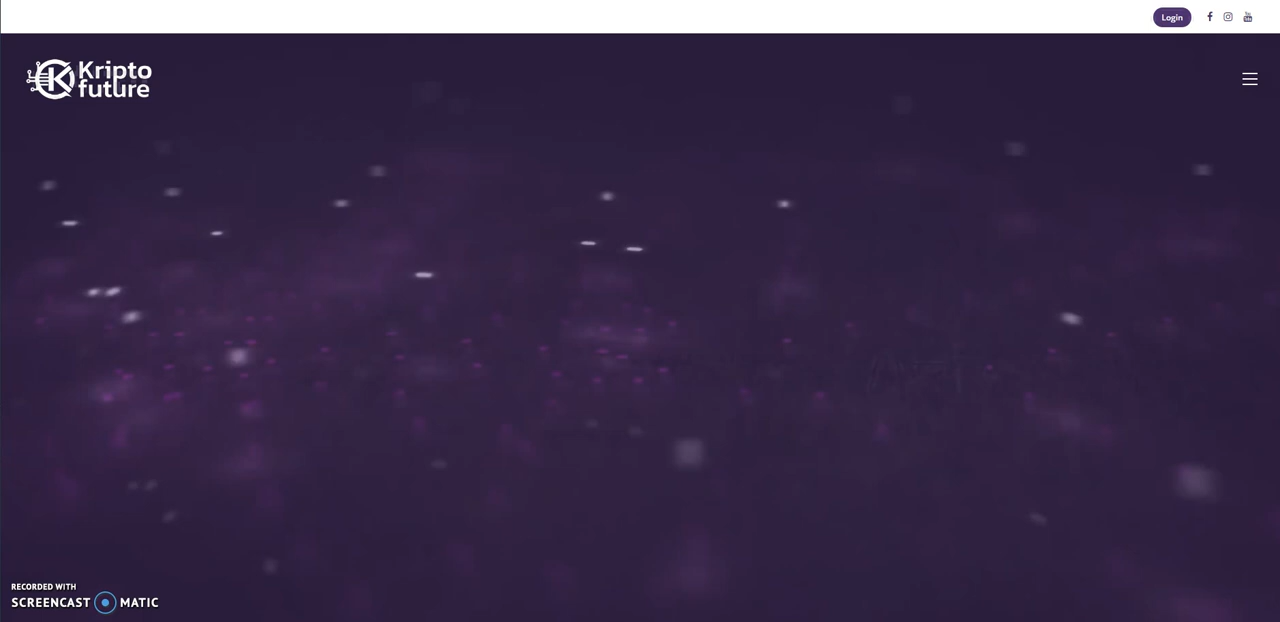 Login
Kripto
future
RECORDED WITH
SCREENCAST MATIC